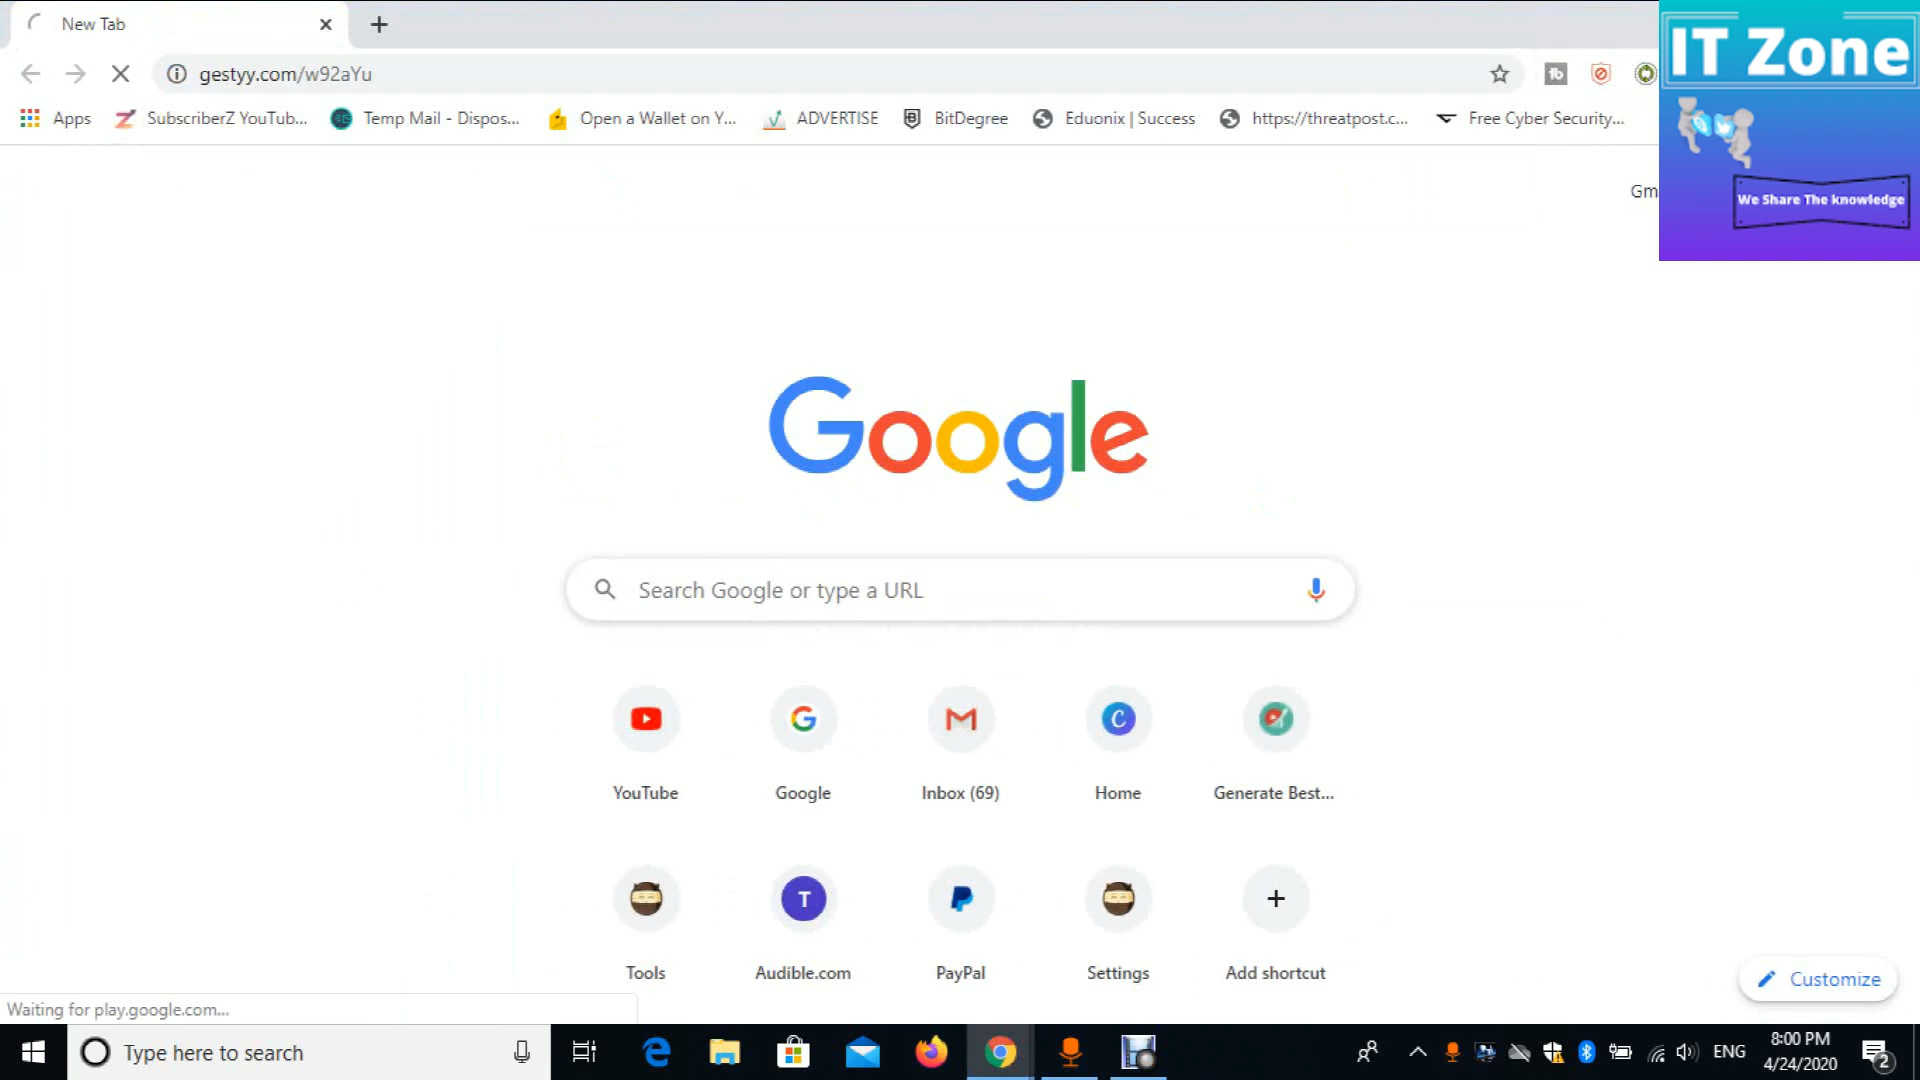 New Tab
gestyy.com/w92aYu
IT Zone
Apps
SubscriberZ YouTub...
Temp Mail - Dispos...
Open a Wallet on Y...
ADVERTISE
BitDegree
Eduonix | Success
https://threatpost.c...
Free Cyber Security...
Gm
We Share The knowledge
Google
Search Google or type a URL
YouTube
Google
Inbox (69)
Home
Generate Best...
T
Tools
Audible.com
PayPal
Settings
Add shortcut
Customize
Waiting for play.google.com...
Type here to search
ENG
8:00 PM
4/24/2020
2